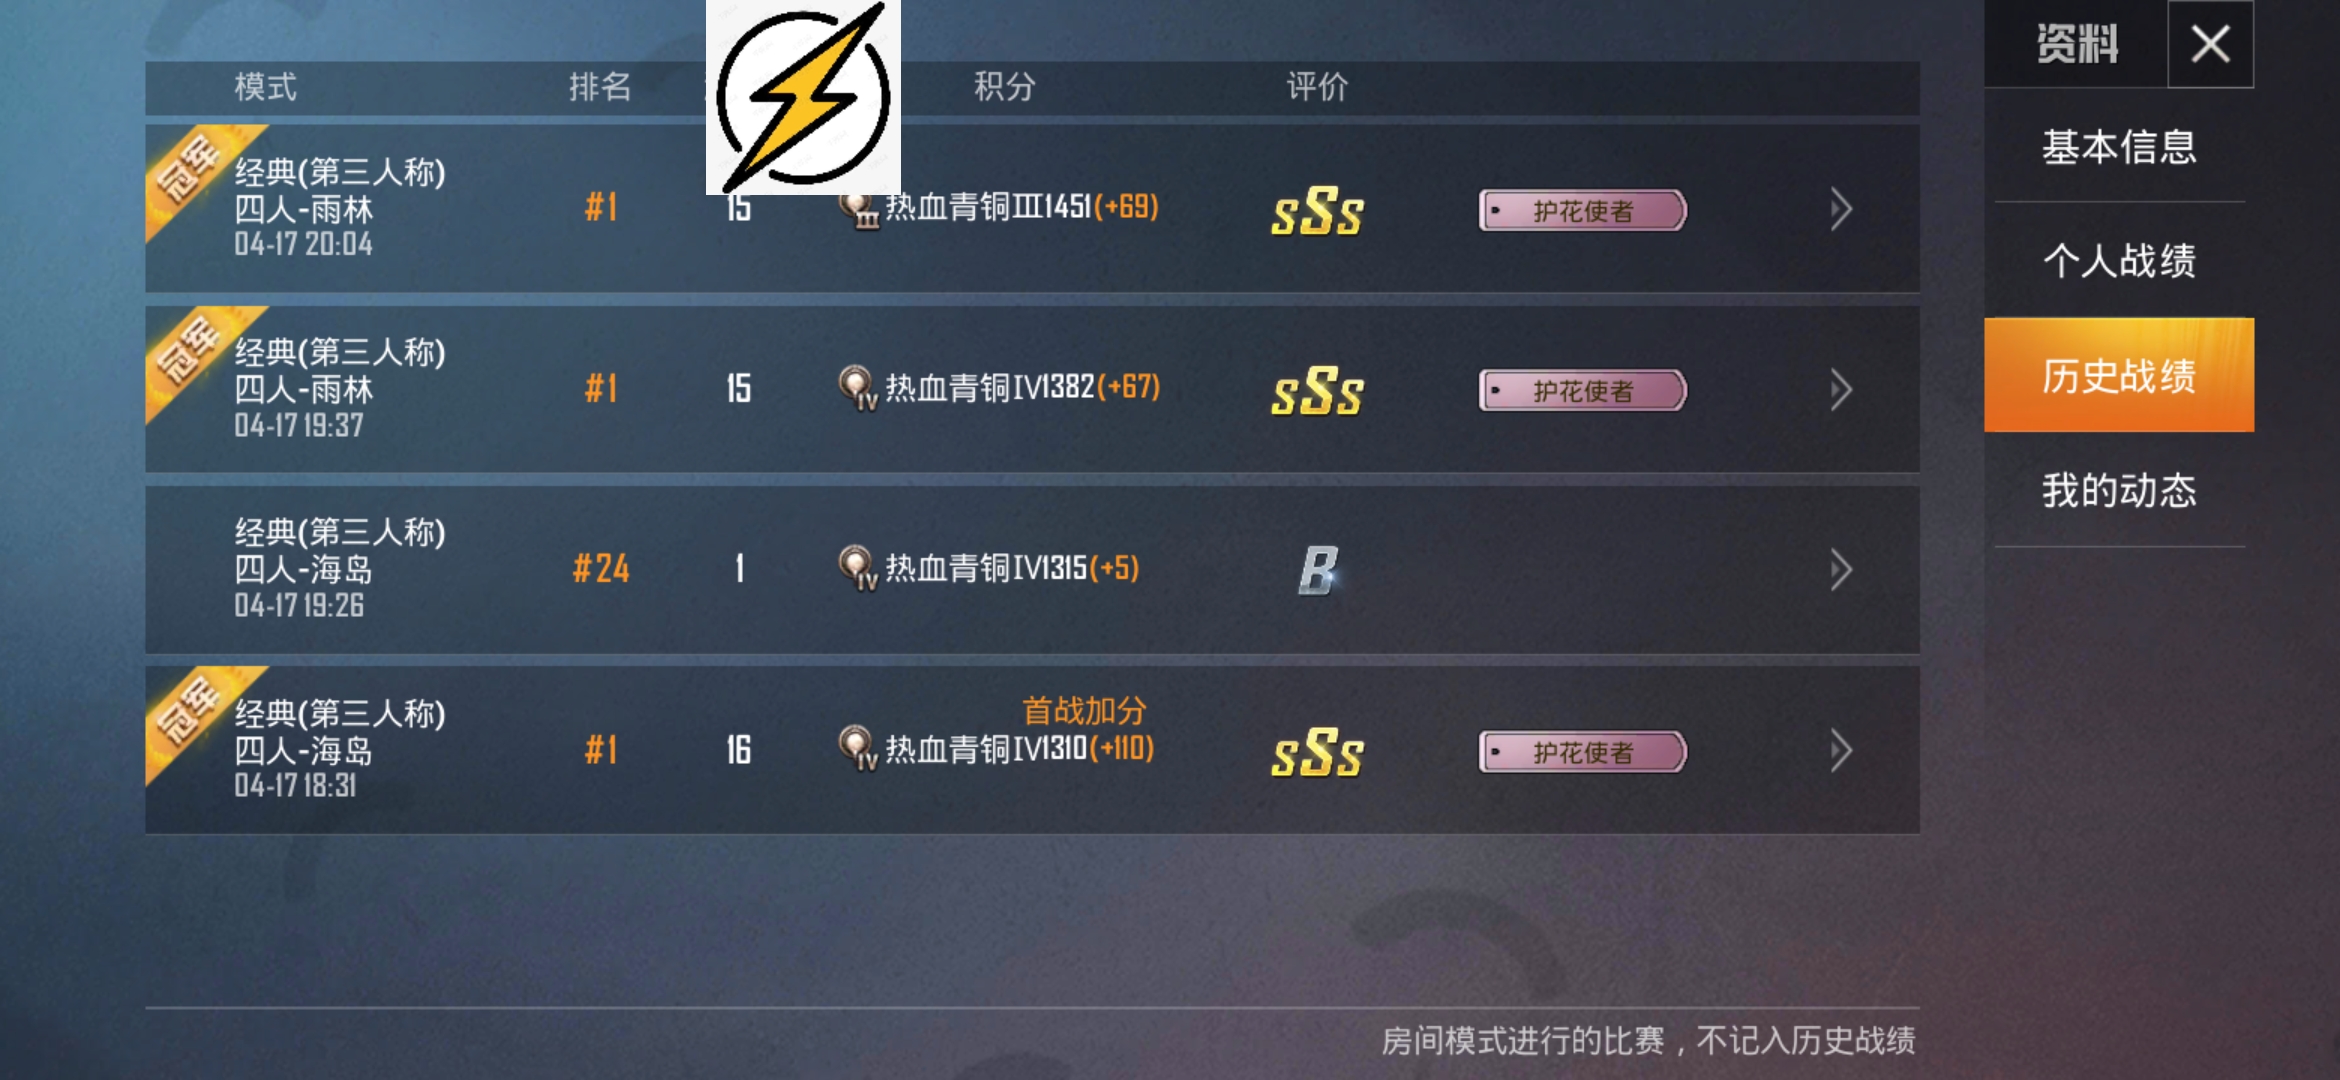 资料
模式 排名 积分 评价
基本信息
个人战绩
历史战绩
我的动态
冠军
经典(第三人称)
四人-雨林
04-17 20:04
#1 15 III 热血青铜III1451(+69) sSs 护花使者
冠军
经典(第三人称)
四人-雨林
04-17 19:37
#1 15 IV 热血青铜IV1382(+67) sSs 护花使者
经典(第三人称)
四人-海岛
04-17 19:26
#24 1 IV 热血青铜IV1315(+5) B
冠军
经典(第三人称)
四人-海岛
04-17 18:31
首战加分
#1 16 IV 热血青铜IV1310(+110) sSs 护花使者
房间模式进行的比赛，不记入历史战绩